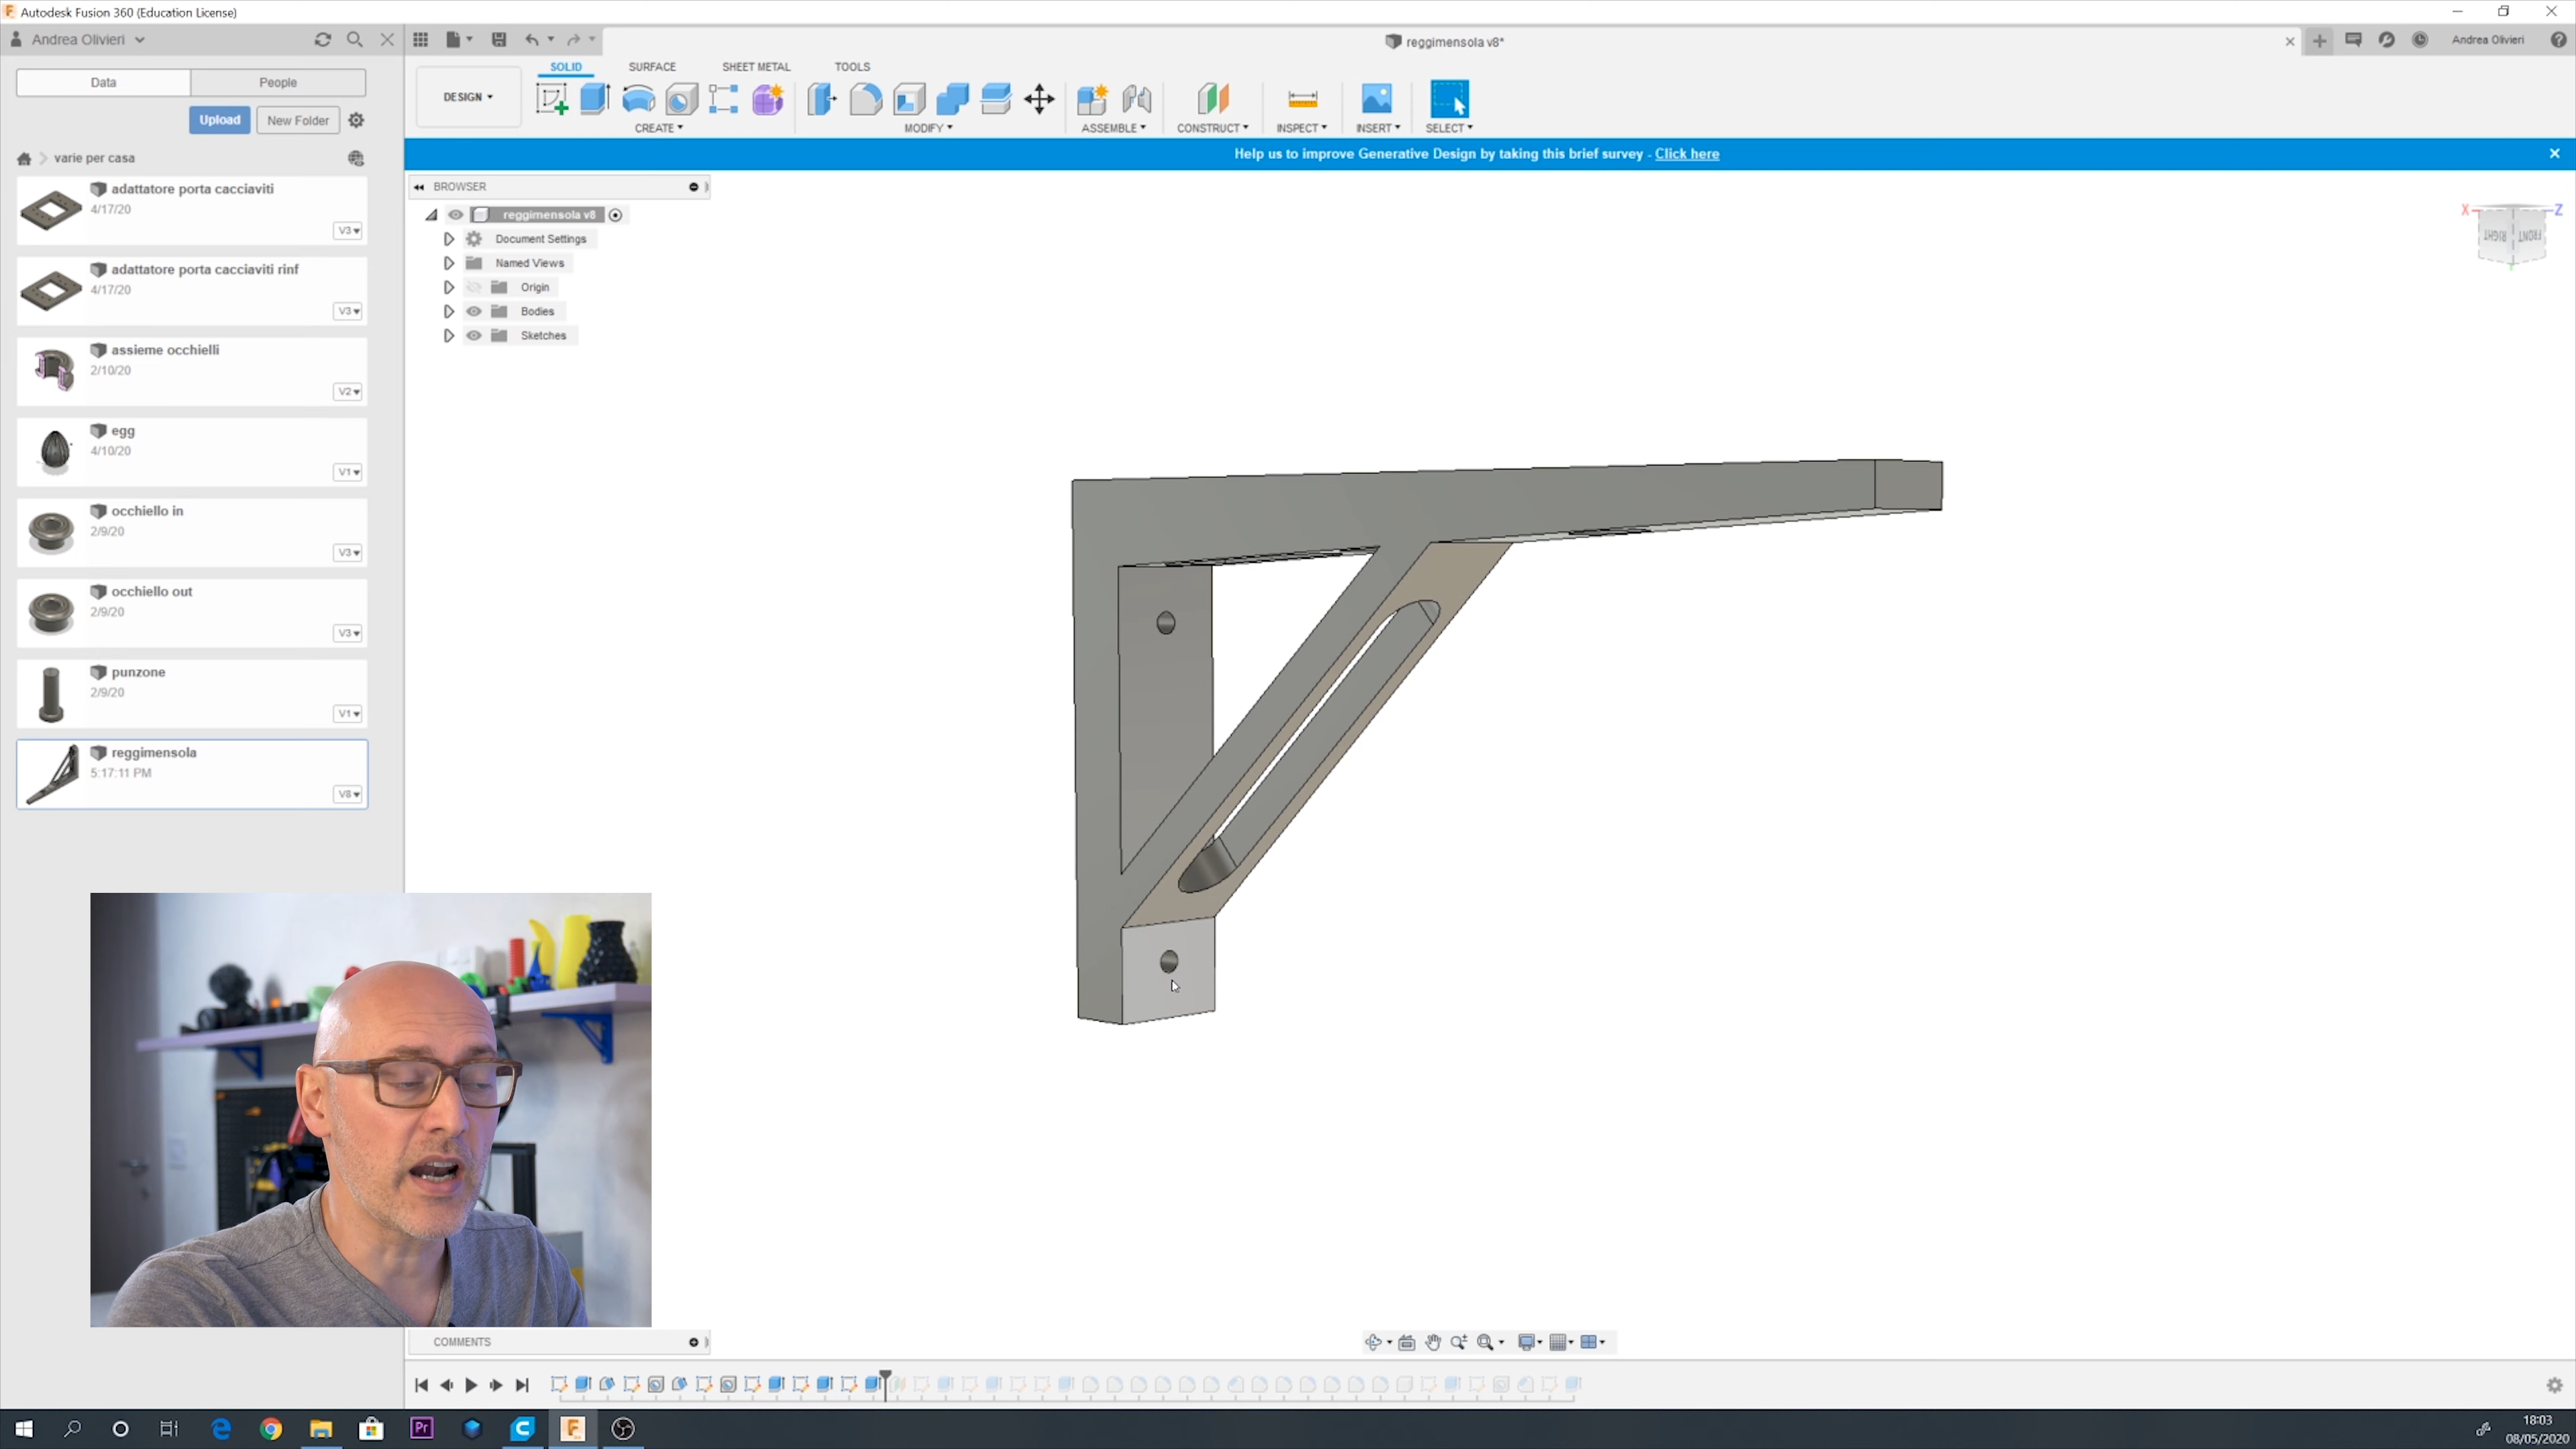 Autodesk Fusion 360 (Education License)
Andrea Olivieri
reggimensola v8*
Andrea Olivieri
Data
People
Upload
New Folder
varie per casa
adattatore porta cacciaviti
4/17/20
V3
adattatore porta cacciaviti rinf
4/17/20
V3
assieme occhielli
2/10/20
V2
egg
4/10/20
V1
occhiello in
2/9/20
V3
occhiello out
2/9/20
V3
punzone
2/9/20
V1
reggimensola
5:17:11 PM
V8
DESIGN
SOLID
SURFACE
SHEET METAL
TOOLS
CREATE
MODIFY
ASSEMBLE
CONSTRUCT
INSPECT
INSERT
SELECT
Help us to improve Generative Design by taking this brief survey - Click here
BROWSER
reggimensola v8
Document Settings
Named Views
Origin
Bodies
Sketches
X
Z
RIGHT
FRONT
Y
COMMENTS
Pr
F
18:03
08/05/2020